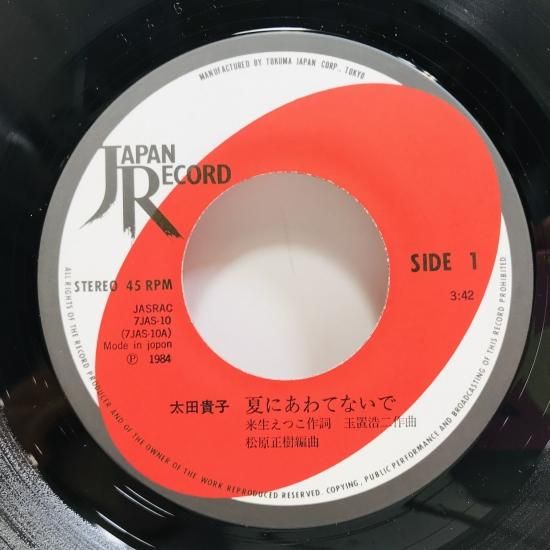 MANUFACTURED BY TOKUMA JAPAN CORP., TOKYO
JAPAN
RECORD
STEREO 45 RPM
SIDE 1
JASRAC
7JAS-10
(7JAS-10A)
Made in japon
Ⓟ 1984
3:42
太田貴子 夏にあわてないで
来生えつこ作詞 玉置浩二作曲
松原正樹編曲
ALL RIGHTS OF THE RECORD PRODUCER AND OF THE OWNER OF THE WORK REPRODUCED RESERVED. COPYING, PUBLIC PERFORMANCE AND BROADCASTING OF THIS RECORD PROHIBITED.